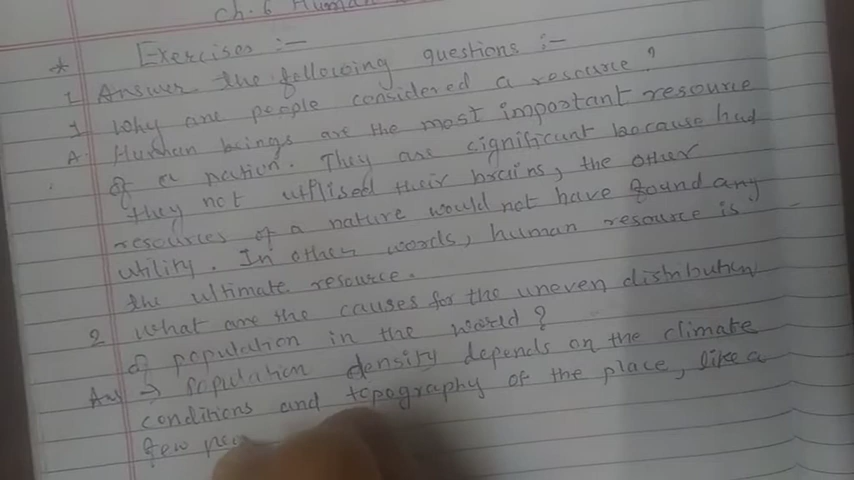 Ch. 6 Human
* Exercises :-
I Answer the following questions :-
1 Why are people considered a resource?
A. Human beings are the most important resource
of a nation. They are significant because had
they not utilised their brains, the other
resources of a nature would not have found any
utility. In other words, human resource is
the ultimate resource.
2 What are the causes for the uneven distribution
of population in the world?
Ans → Population density depends on the climate
conditions and topography of the place, like a
few